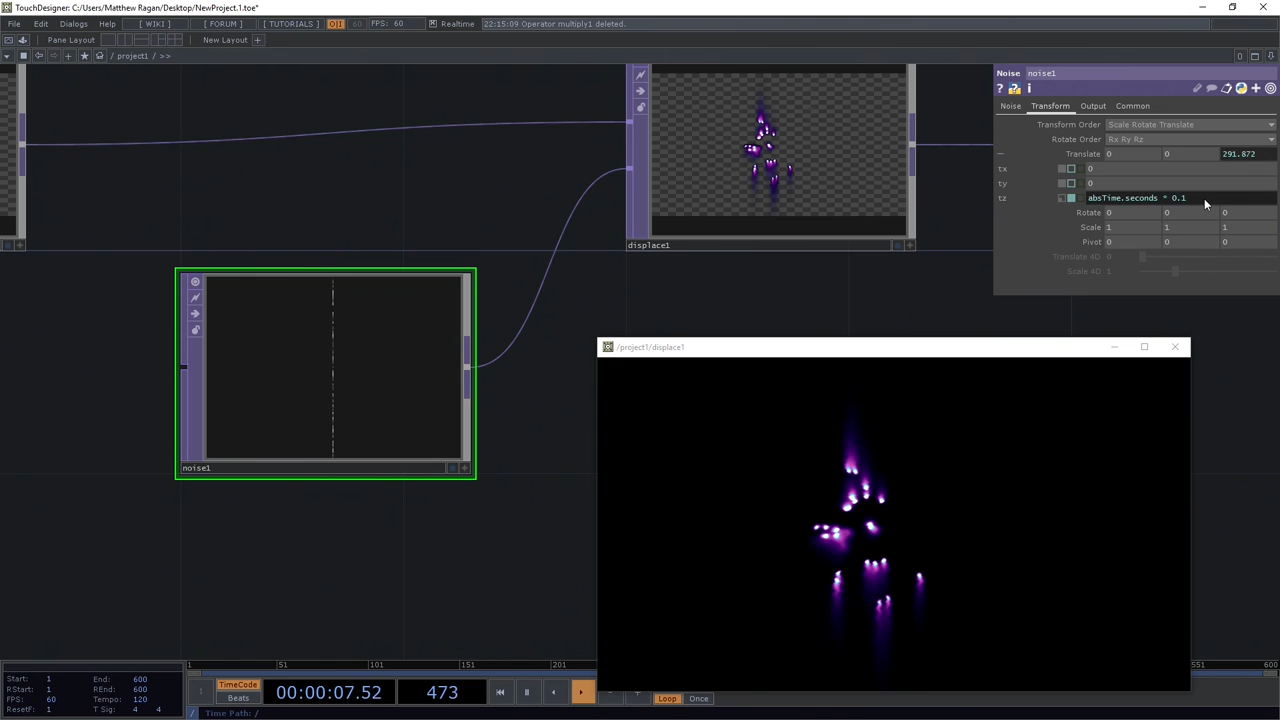 TouchDesigner: C:/Users/Matthew Ragan/Desktop/NewProject.1.toe*
File Edit Dialogs Help [ WIKI ] [ FORUM ] [ TUTORIALS ] O|I 60 FPS: 60 Realtime 22:15:09 Operator multiply1 deleted.
Pane Layout New Layout +
/ project1 / >> 0
Noise noise1
? i
Noise Transform Output Common
Transform Order Scale Rotate Translate
Rotate Order Rx Ry Rz
Translate 0 0 291.872
tx 0
ty 0
tz absTime.seconds * 0.1
Rotate 0 0 0
Scale 1 1 1
Pivot 0 0 0
Translate 4D 0
Scale 4D 1
displace1
noise1
/project1/displace1
1 51 101 151 201 551 600
Start: 1 End: 600
RStart: 1 REnd: 600
FPS: 60 Tempo: 120
ResetF: 1 T Sig: 4 4
TimeCode
Beats
00:00:07.52 473
Loop Once
/ Time Path: /